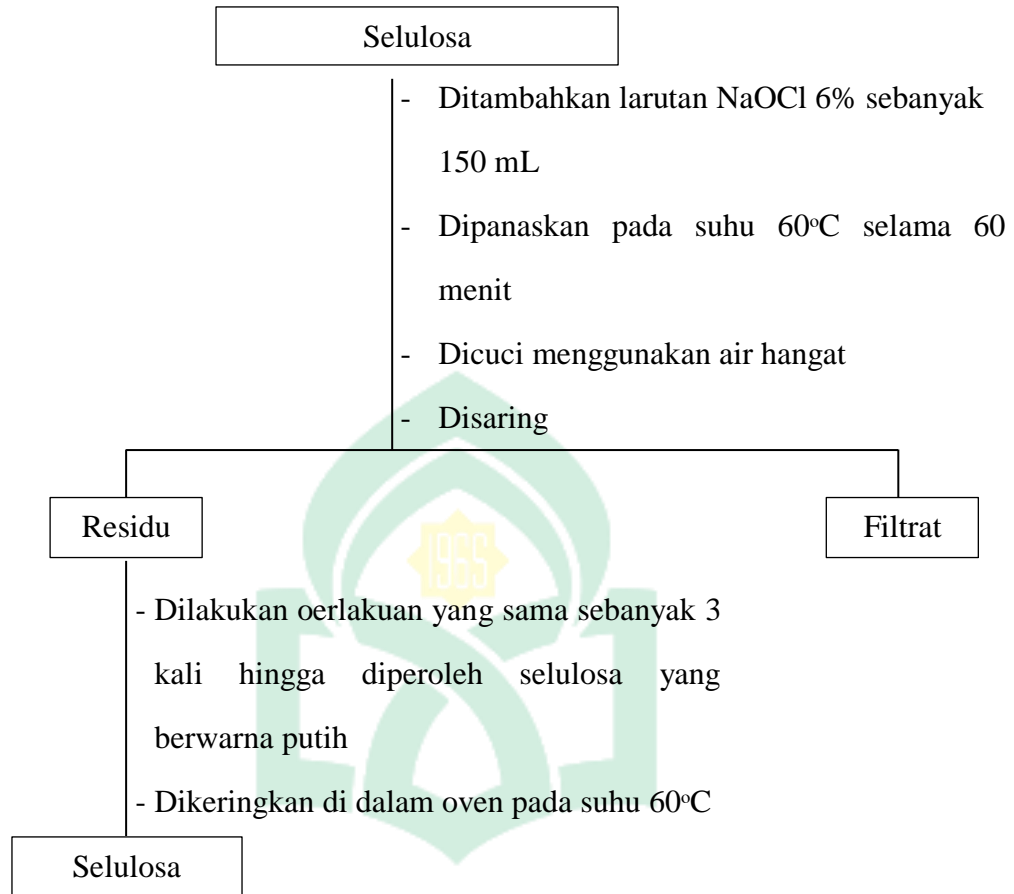 Selulosa
- Ditambahkan larutan NaOCl 6% sebanyak
150 mL
- Dipanaskan pada suhu 60°C selama 60
menit
- Dicuci menggunakan air hangat
- Disaring
Residu
Filtrat
1965
- Dilakukan oerlakuan yang sama sebanyak 3
kali hingga diperoleh selulosa yang
berwarna putih
- Dikeringkan di dalam oven pada suhu 60°C
Selulosa